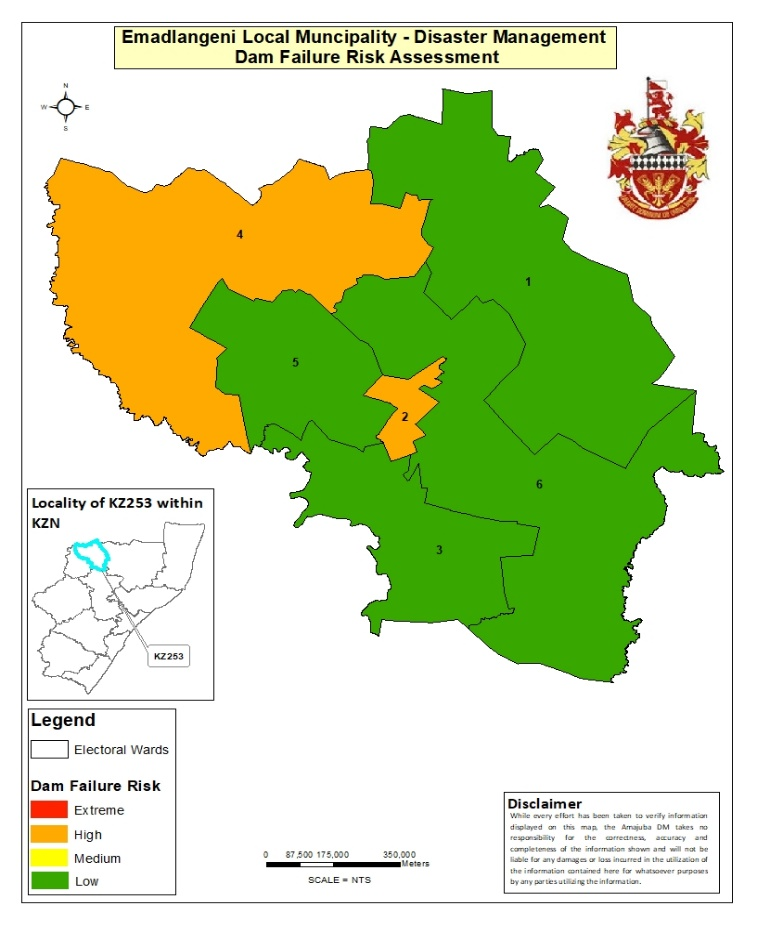 Emadlangeni Local Muncipality - Disaster Management
Dam Failure Risk Assessment
N
W E
S
4
1
5
2
6
3
Locality of KZ253 within
KZN
KZ253
Legend
Electoral Wards
Dam Failure Risk
Extreme
High
Medium
Low
0 87,500 175,000 350,000
Meters
SCALE = NTS
Disclaimer
While every effort has been taken to verify information
displayed on this map, the Amajuba DM takes no
responsibility for the correctness, accuracy and
completeness of the information shown and will not be
liable for any damages or loss incurred in the utilization of
the information contained here for whatsoever purposes
by any parties utilizing the information.